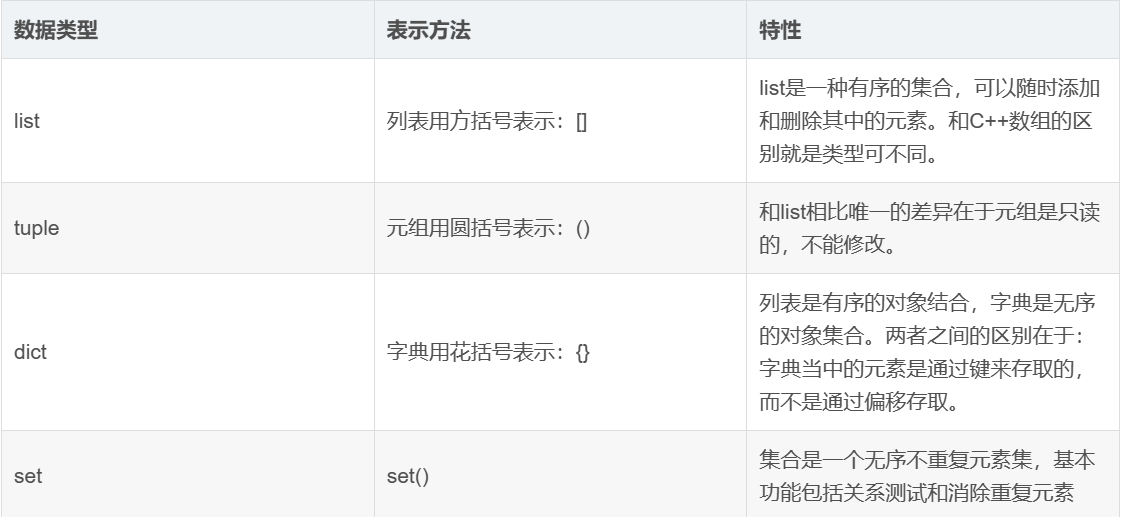 数据类型
表示方法
特性
list
列表用方括号表示：[]
list是一种有序的集合，可以随时添加
和删除其中的元素。和C++数组的区
别就是类型可不同。
tuple
元组用圆括号表示：()
和list相比唯一的差异在于元组是只读
的，不能修改。
dict
字典用花括号表示：{}
列表是有序的对象结合，字典是无序
的对象集合。两者之间的区别在于：
字典当中的元素是通过键来存取的，
而不是通过偏移存取。
set
set()
集合是一个无序不重复元素集，基本
功能包括关系测试和消除重复元素